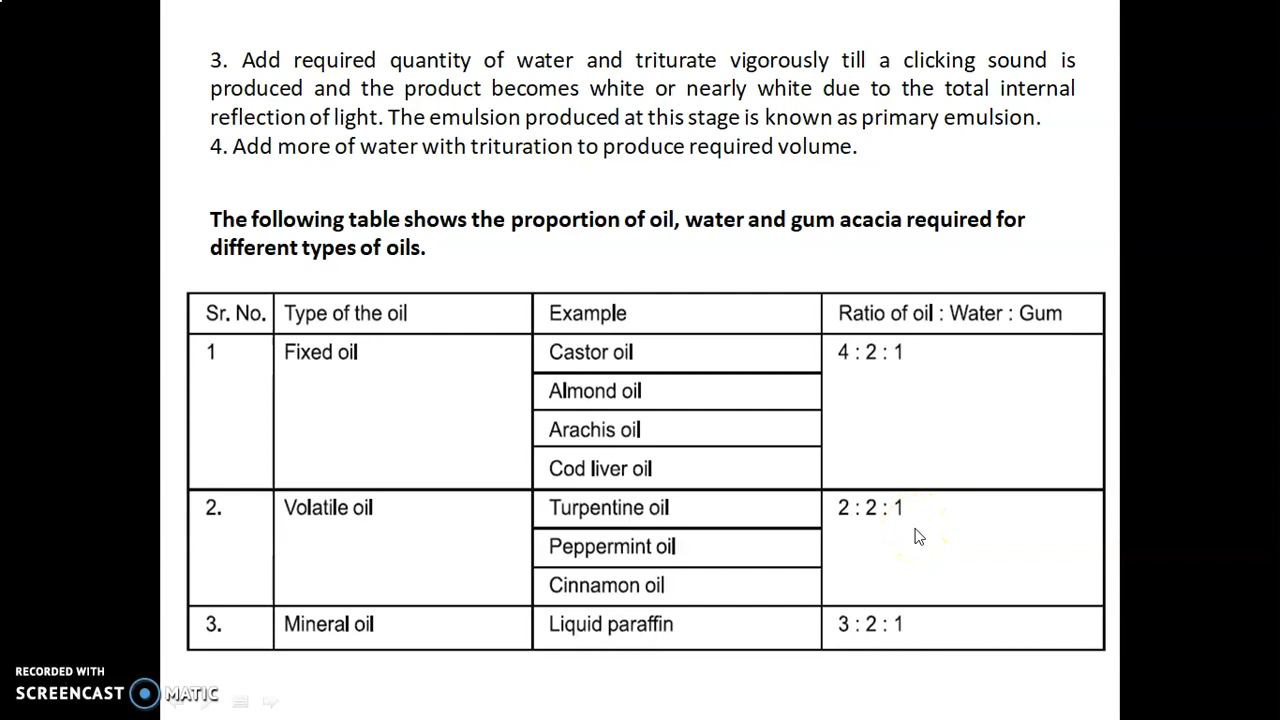 3. Add required quantity of water and triturate vigorously till a clicking sound is
produced and the product becomes white or nearly white due to the total internal
reflection of light. The emulsion produced at this stage is known as primary emulsion.
4. Add more of water with trituration to produce required volume.
The following table shows the proportion of oil, water and gum acacia required for
different types of oils.
Sr. No. Type of the oil Example Ratio of oil : Water : Gum
1 Fixed oil Castor oil 4 : 2 : 1
Almond oil
Arachis oil
Cod liver oil
2. Volatile oil Turpentine oil 2 : 2 : 1
Peppermint oil
Cinnamon oil
3. Mineral oil Liquid paraffin 3 : 2 : 1
RECORDED WITH
SCREENCAST MATIC